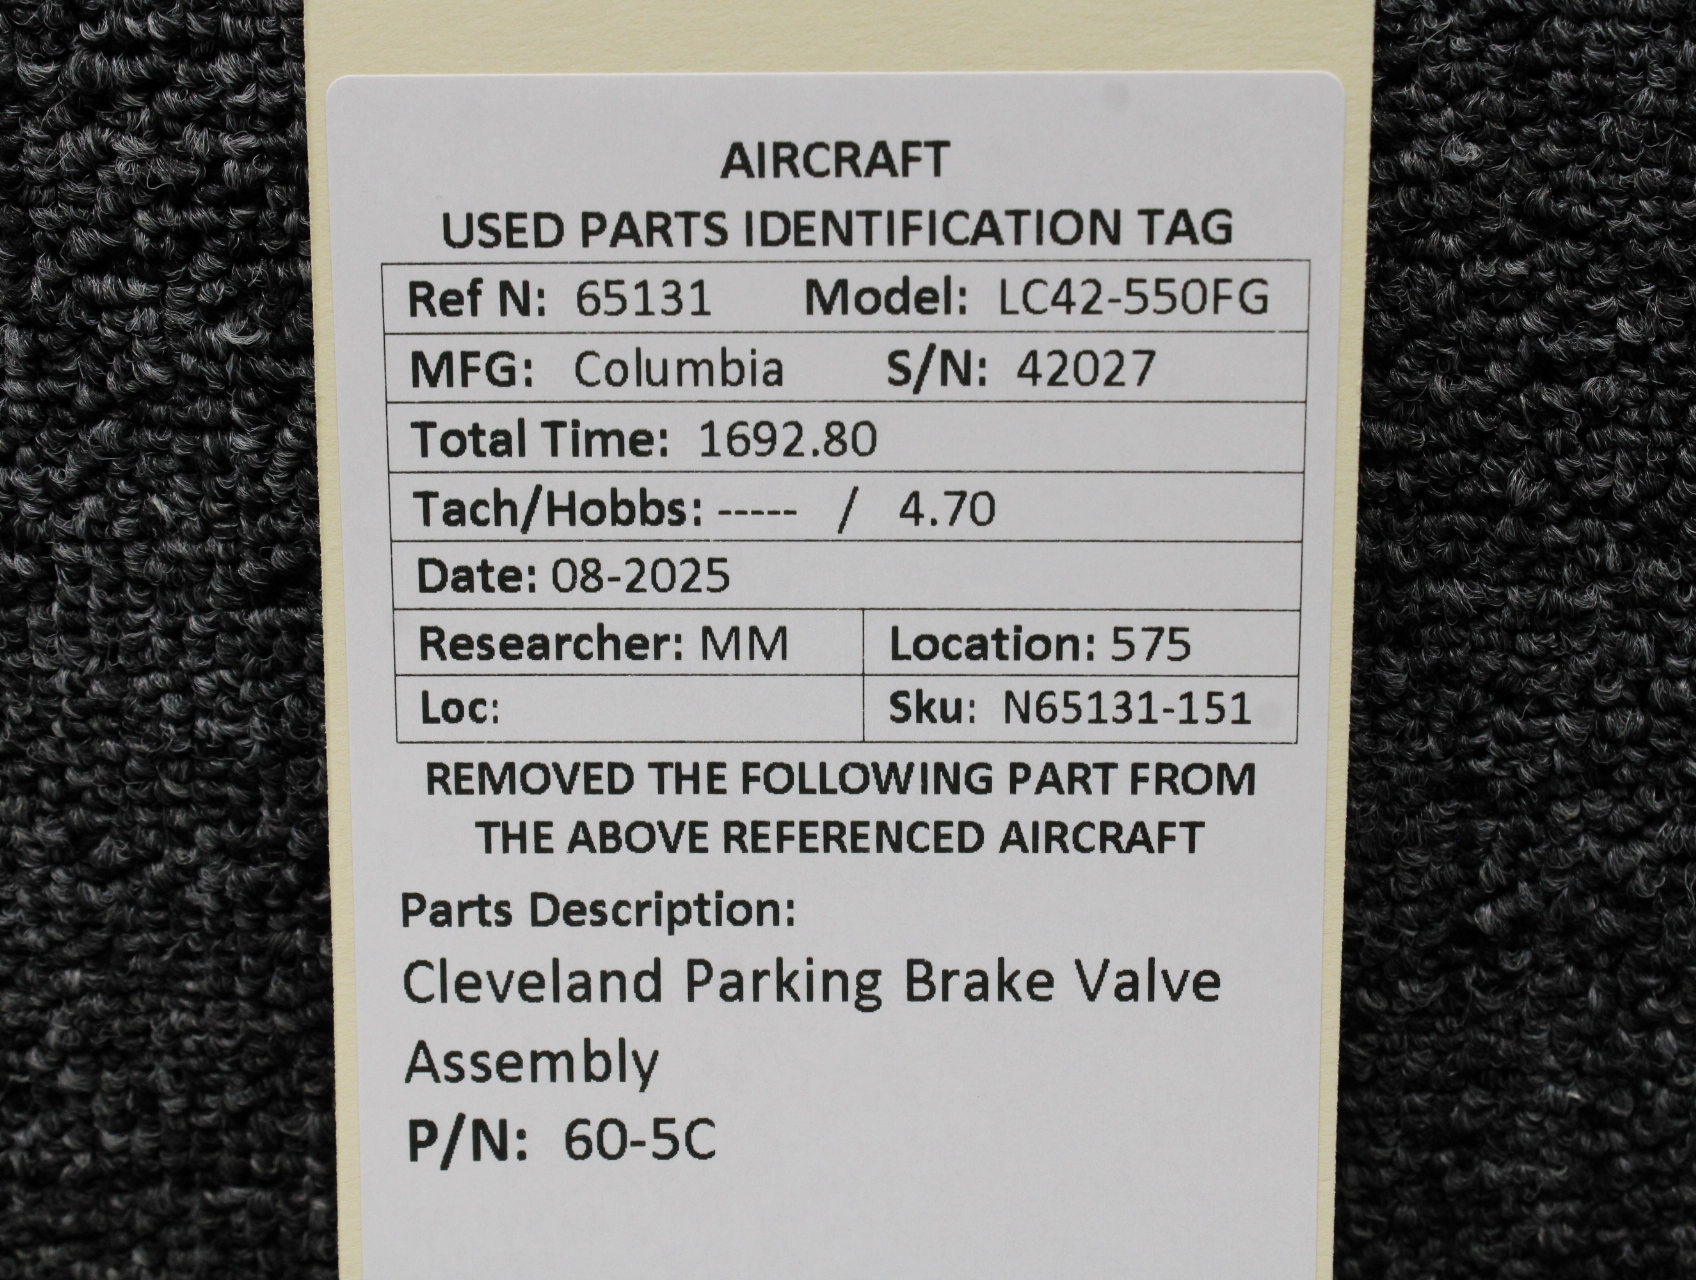 AIRCRAFT
USED PARTS IDENTIFICATION TAG
Ref N: 65131 Model: LC42-550FG
MFG: Columbia S/N: 42027
Total Time: 1692.80
Tach/Hobbs: ----- / 4.70
Date: 08-2025
Researcher: MM Location: 575
Loc: Sku: N65131-151
REMOVED THE FOLLOWING PART FROM
THE ABOVE REFERENCED AIRCRAFT
Parts Description:
Cleveland Parking Brake Valve
Assembly
P/N: 60-5C